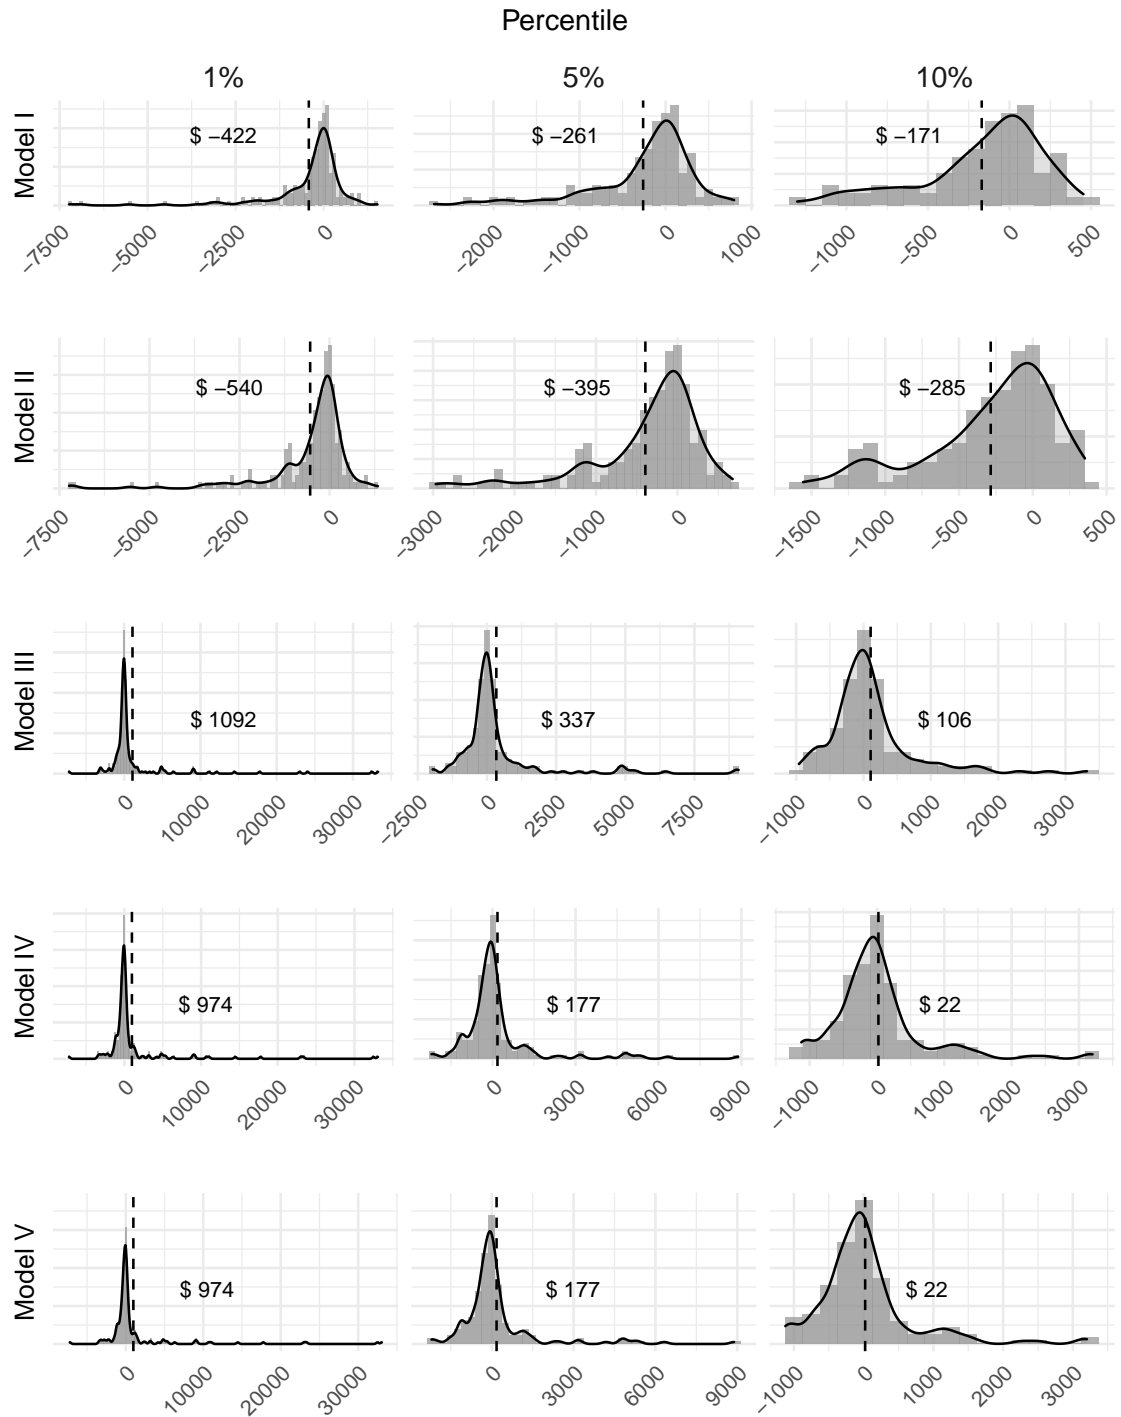 Percentile
1% 5% 10%
Model I
$ −422 $ −261 $ −171
−7500 −5000 −2500 0 −2000 −1000 0 1000 −1000 −500 0 500
Model II
$ −540 $ −395 $ −285
−7500 −5000 −2500 0 −3000 −2000 −1000 0 −1500 −1000 −500 0 500
Model III
$ 1092 $ 337 $ 106
0 10000 20000 30000 −2500 0 2500 5000 7500 −1000 0 1000 2000 3000
Model IV
$ 974 $ 177 $ 22
0 10000 20000 30000 0 3000 6000 9000 −1000 0 1000 2000 3000
Model V
$ 974 $ 177 $ 22
0 10000 20000 30000 0 3000 6000 9000 −1000 0 1000 2000 3000